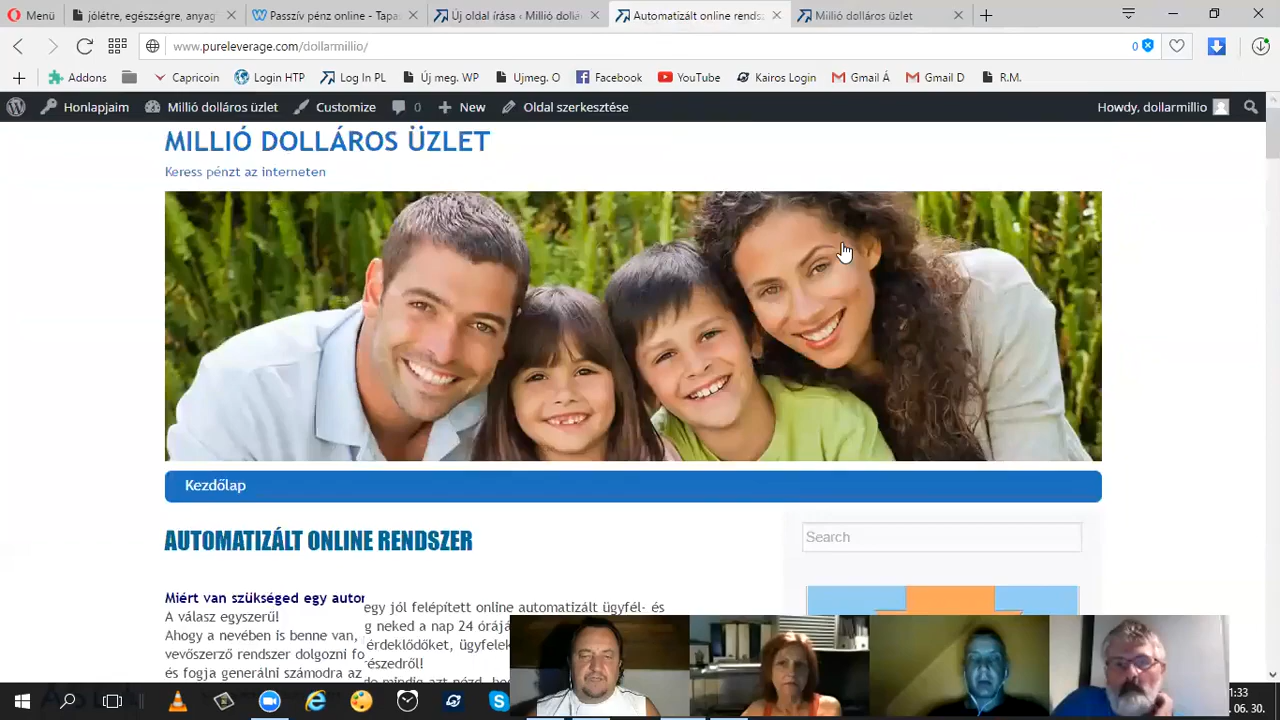 Menü
jólétre, egészségre, anyag
Passzív pénz online - Tapas
Új oldal írása ‹ Millió dollá
Automatizált online rends
Millió dolláros üzlet
www.pureleverage.com/dollarmillio/
0
Addons
Capricoin
Login HTP
Log In PL
Új meg. WP
Ujmeg. O
Facebook
YouTube
Kairos Login
Gmail Á
Gmail D
R.M.
Honlapjaim
Millió dolláros üzlet
Customize
0
New
Oldal szerkesztése
Howdy, dollarmillio
MILLIÓ DOLLÁROS ÜZLET
Keress pénzt az interneten
Kezdőlap
AUTOMATIZÁLT ONLINE RENDSZER
Search
Miért van szükséged egy autor
egy jól felépített online automatizált ügyfél- és
A válasz egyszerű!
g neked a nap 24 órájá
Ahogy a nevében is benne van,
érdeklődőket, ügyfelek
vevőszerző rendszer dolgozni fo
észedről!
és fogja generálni számodra az
1:33
06. 30.